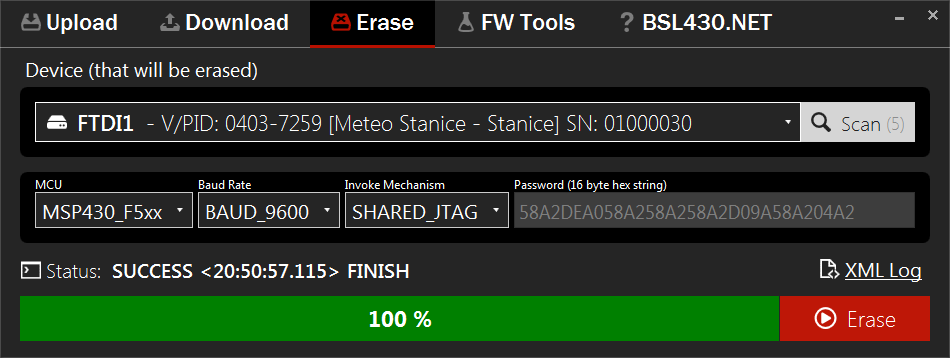 Upload Download Erase FW Tools ? BSL430.NET
Device (that will be erased)
FTDI1 - V/PID: 0403-7259 [Meteo Stanice - Stanice] SN: 01000030 Scan (5)
MCU Baud Rate Invoke Mechanism Password (16 byte hex string)
MSP430_F5xx BAUD_9600 SHARED_JTAG 58A2DEA058A258A258A2D09A58A204A2
Status: SUCCESS <20:50:57.115> FINISH XML Log
100 % Erase